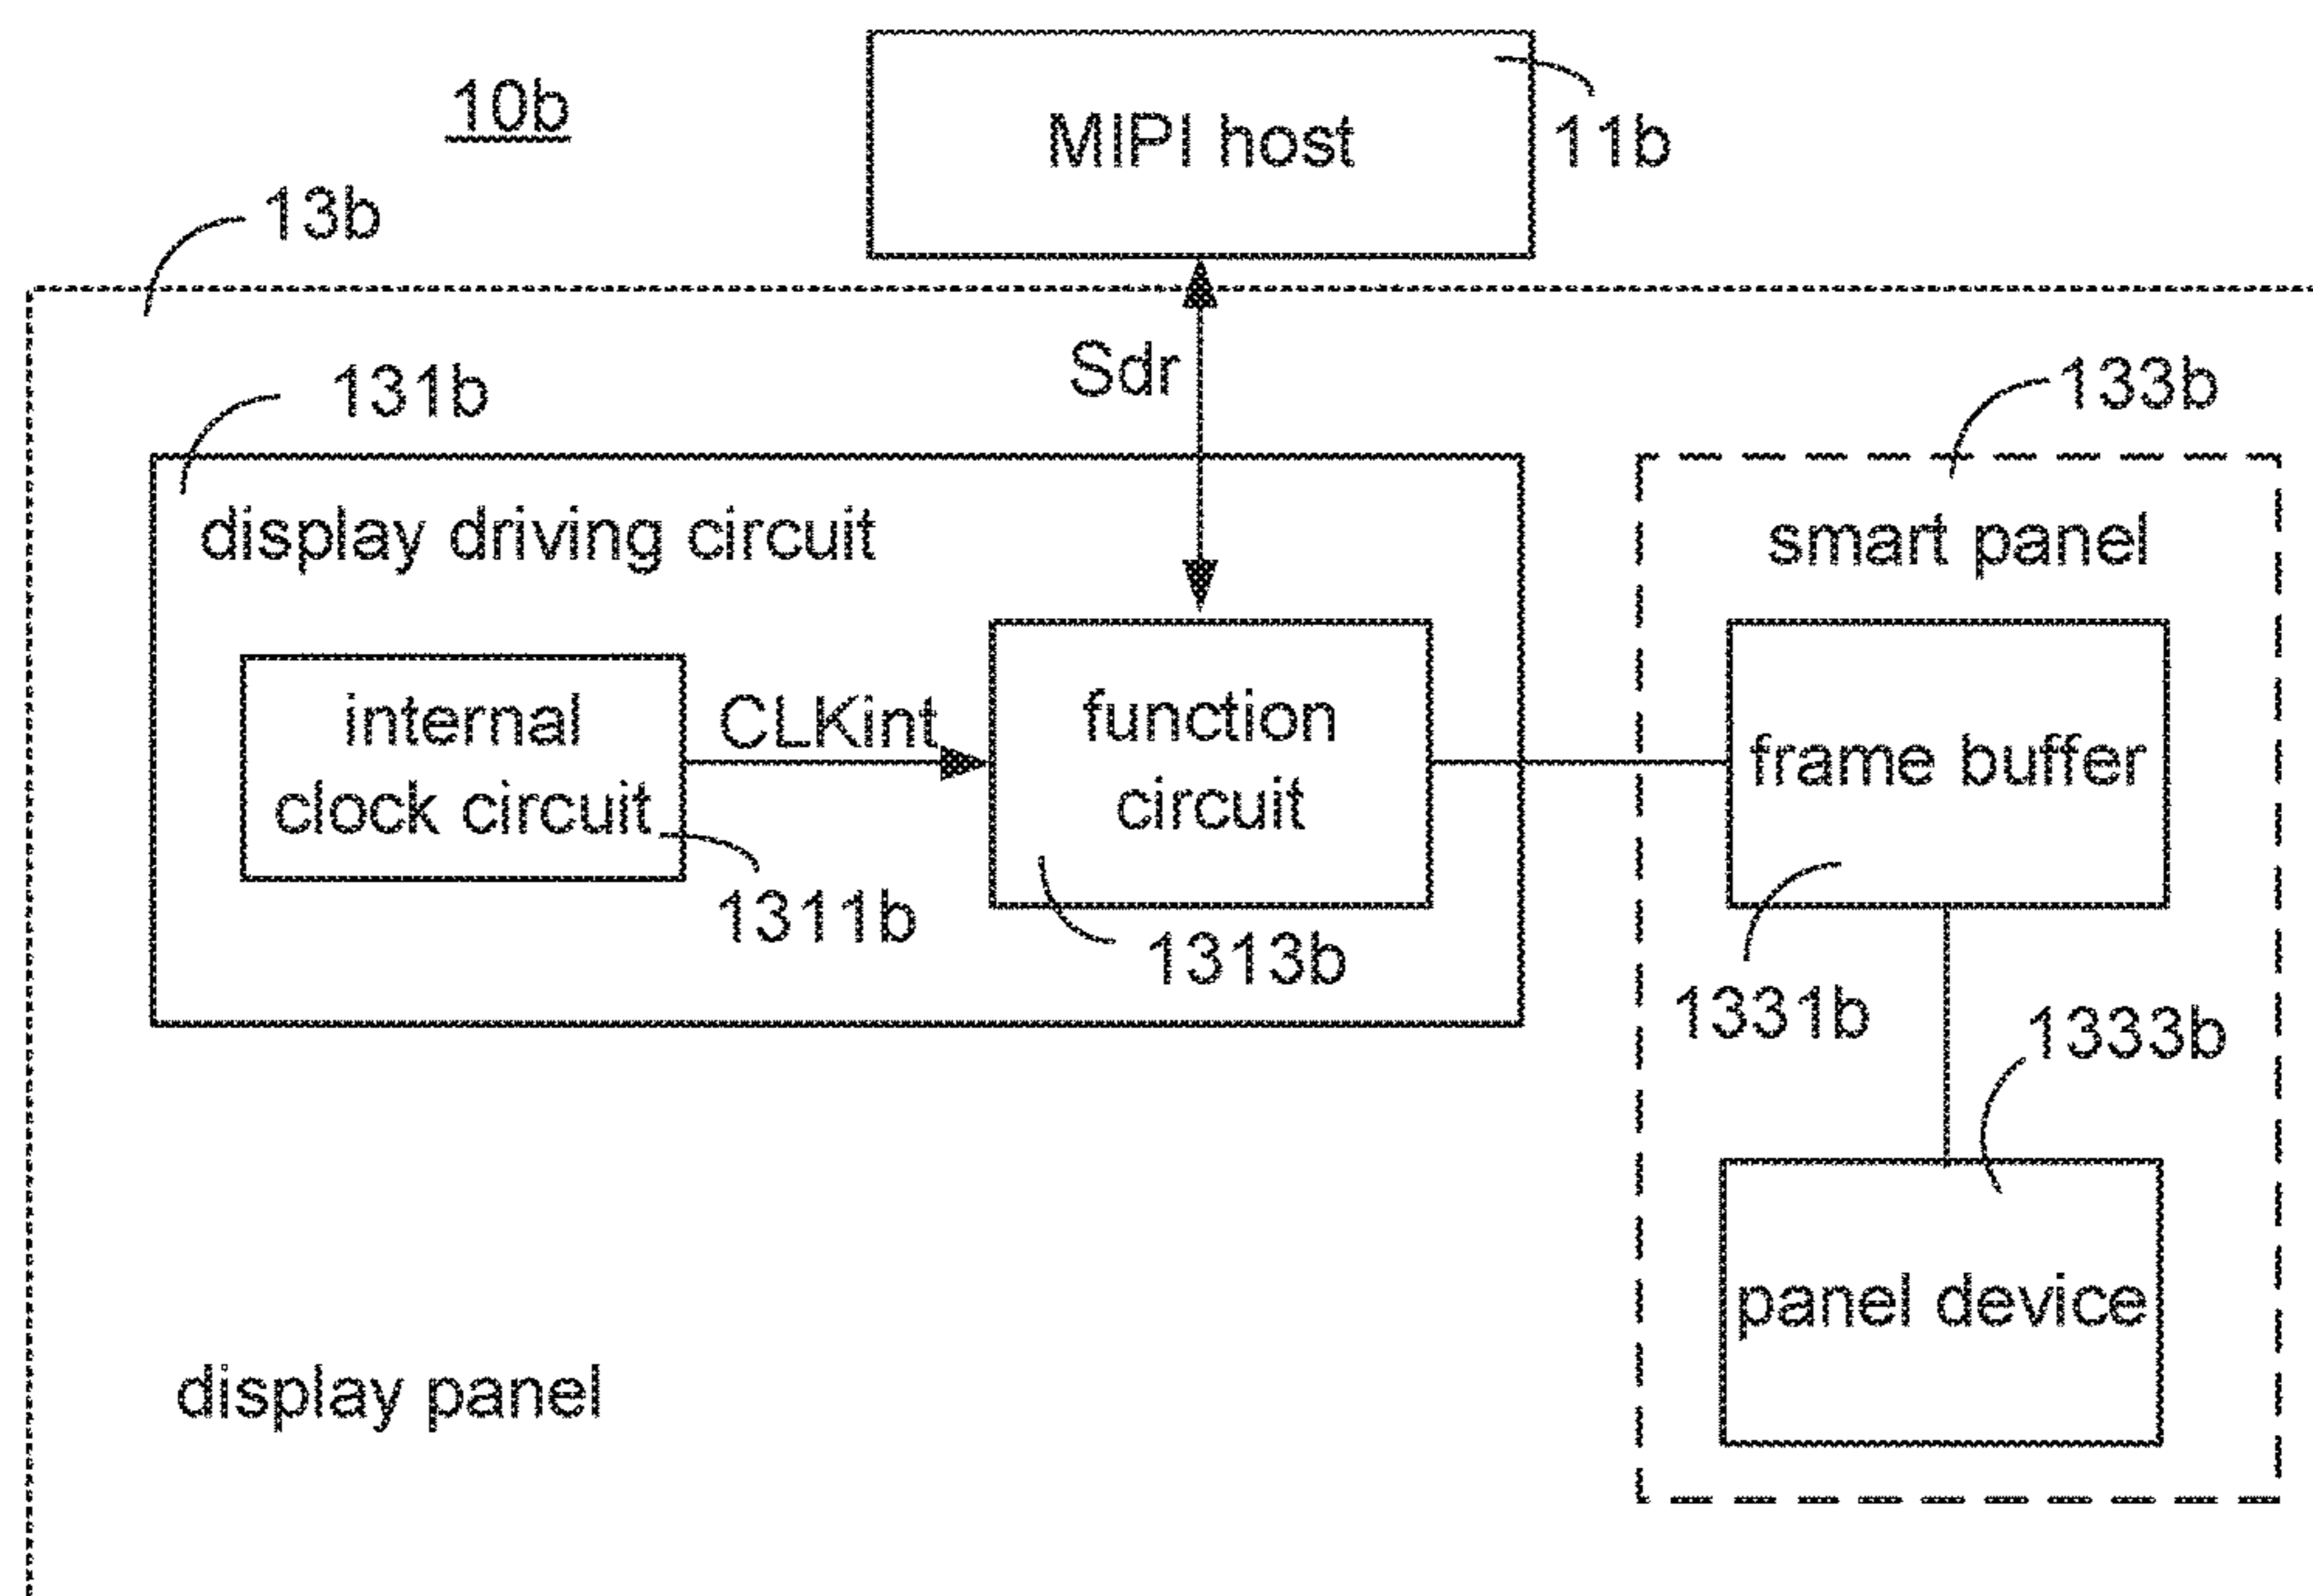 10b
MIPI host
11b
13b
Sdr
131b
133b
display driving circuit
smart panel
internal
clock circuit
CLKint
function
circuit
frame buffer
1311b
1313b
1331b
1333b
panel device
display panel